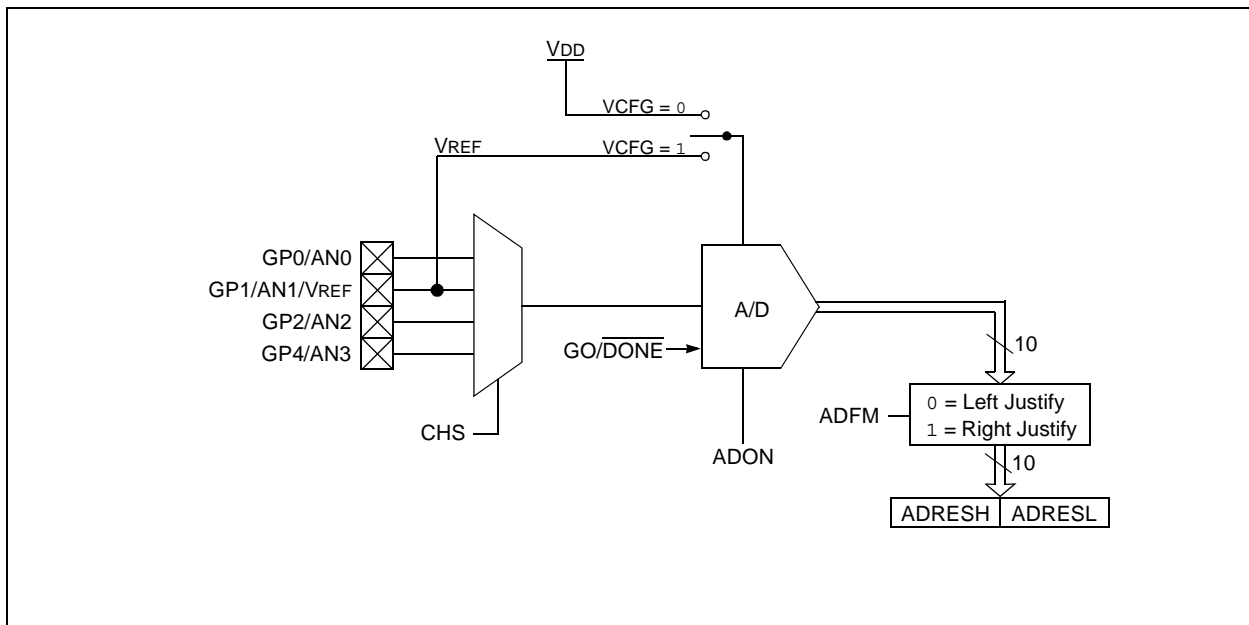 VDD
VCFG = 0
VREF
VCFG = 1
GP0/AN0
GP1/AN1/VREF
GP2/AN2
GP4/AN3
A/D
GO/DONE
CHS
ADON
10
ADFM
0 = Left Justify
1 = Right Justify
10
ADRESH
ADRESL